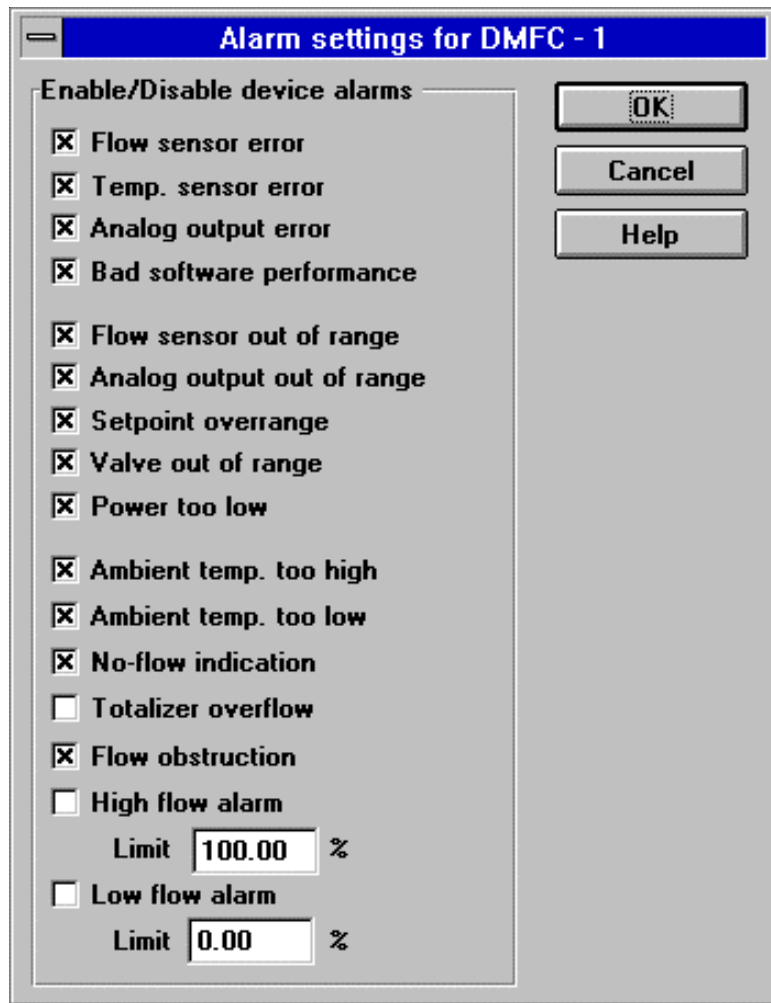 Alarm settings for DMFC - 1
Enable/Disable device alarms
Flow sensor error
Temp. sensor error
Analog output error
Bad software performance
Flow sensor out of range
Analog output out of range
Setpoint overrange
Valve out of range
Power too low
Ambient temp. too high
Ambient temp. too low
No-flow indication
Totalizer overflow
Flow obstruction
High flow alarm
Limit 100.00 %
Low flow alarm
Limit 0.00 %
OK
Cancel
Help